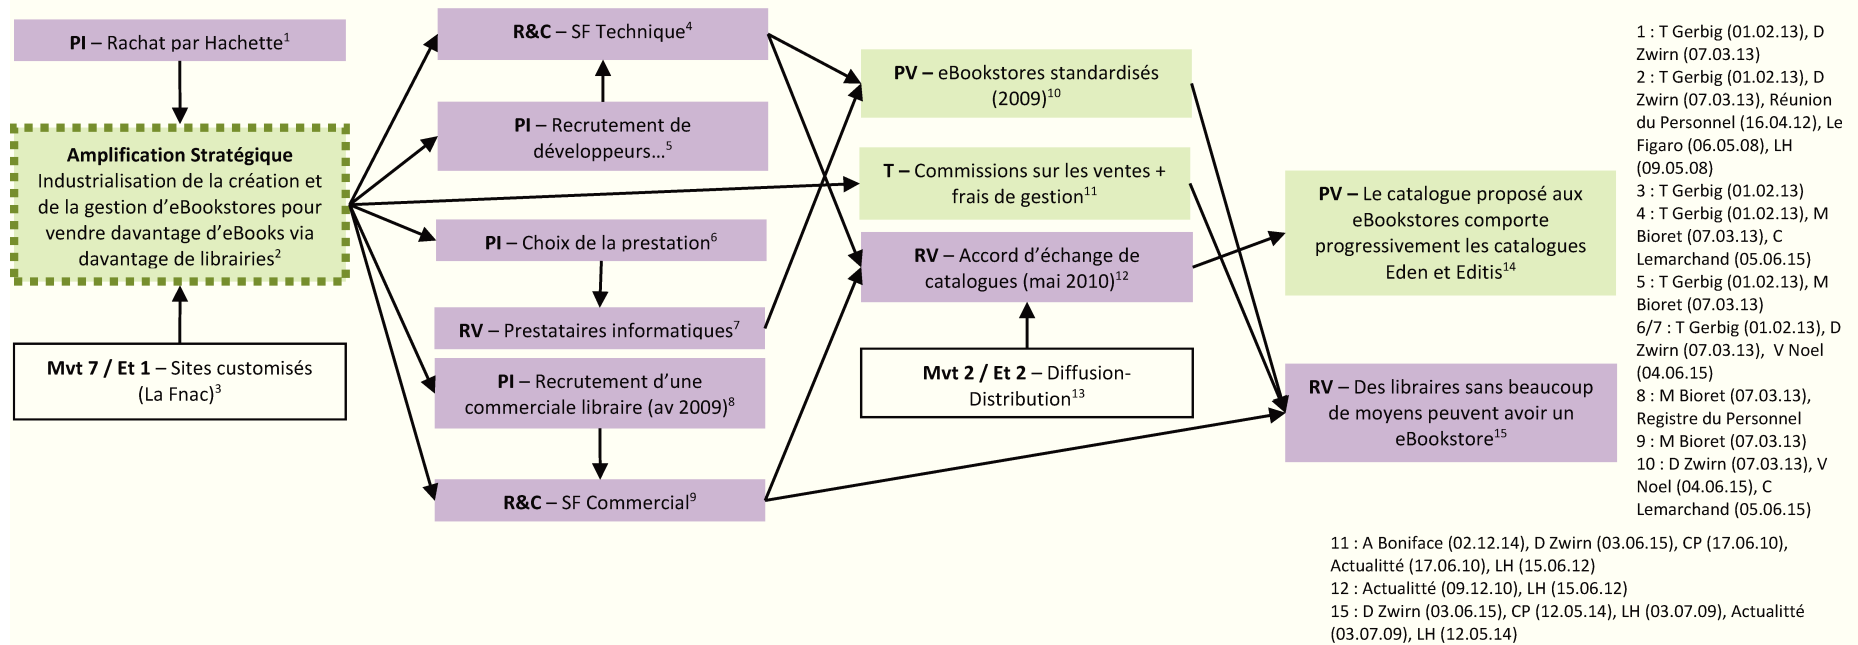 PI – Rachat par Hachette1
Amplification Stratégique
Industrialisation de la création et
de la gestion d’eBookstores pour
vendre davantage d’eBooks via
davantage de librairies2
Mvt 7 / Et 1 – Sites customisés
(La Fnac)3
R&C – SF Technique4
PI – Recrutement de
développeurs…5
PI – Choix de la prestation6
RV – Prestataires informatiques7
PI – Recrutement d’une
commerciale libraire (av 2009)8
R&C – SF Commercial9
PV – eBookstores standardisés
(2009)10
T – Commissions sur les ventes +
frais de gestion11
RV – Accord d’échange de
catalogues (mai 2010)12
Mvt 2 / Et 2 – Diffusion-
Distribution13
PV – Le catalogue proposé aux
eBookstores comporte
progressivement les catalogues
Eden et Editis14
RV – Des libraires sans beaucoup
de moyens peuvent avoir un
eBookstore15
1 : T Gerbig (01.02.13), D
Zwirn (07.03.13)
2 : T Gerbig (01.02.13), D
Zwirn (07.03.13), Réunion
du Personnel (16.04.12), Le
Figaro (06.05.08), LH
(09.05.08)
3 : T Gerbig (01.02.13)
4 : T Gerbig (01.02.13), M
Bioret (07.03.13), C
Lemarchand (05.06.15)
5 : T Gerbig (01.02.13), M
Bioret (07.03.13)
6/7 : T Gerbig (01.02.13), D
Zwirn (07.03.13), V Noel
(04.06.15)
8 : M Bioret (07.03.13),
Registre du Personnel
9 : M Bioret (07.03.13)
10 : D Zwirn (07.03.13), V
Noel (04.06.15), C
Lemarchand (05.06.15)
11 : A Boniface (02.12.14), D Zwirn (03.06.15), CP (17.06.10),
Actualitté (17.06.10), LH (15.06.12)
12 : Actualitté (09.12.10), LH (15.06.12)
15 : D Zwirn (03.06.15), CP (12.05.14), LH (03.07.09), Actualitté
(03.07.09), LH (12.05.14)